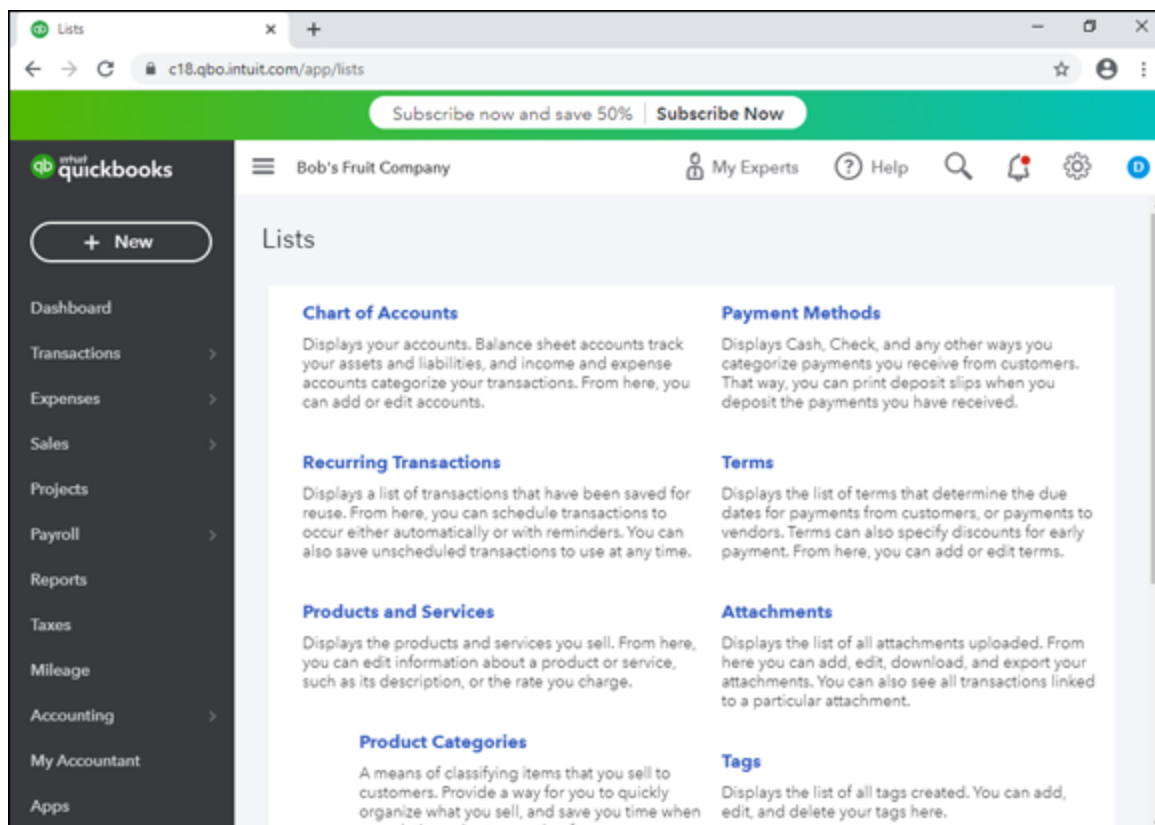 Lists
c18.qbo.intuit.com/app/lists
Subscribe now and save 50% Subscribe Now
intuit
quickbooks
qb
Bob's Fruit Company
My Experts
Help
D
+ New
Dashboard
Transactions
Expenses
Sales
Projects
Payroll
Reports
Taxes
Mileage
Accounting
My Accountant
Apps
Lists
Chart of Accounts
Displays your accounts. Balance sheet accounts track
your assets and liabilities, and income and expense
accounts categorize your transactions. From here, you
can add or edit accounts.
Recurring Transactions
Displays a list of transactions that have been saved for
reuse. From here, you can schedule transactions to
occur either automatically or with reminders. You can
also save unscheduled transactions to use at any time.
Products and Services
Displays the products and services you sell. From here,
you can edit information about a product or service,
such as its description, or the rate you charge.
Product Categories
A means of classifying items that you sell to
customers. Provide a way for you to quickly
organize what you sell, and save you time when
Payment Methods
Displays Cash, Check, and any other ways you
categorize payments you receive from customers.
That way, you can print deposit slips when you
deposit the payments you have received.
Terms
Displays the list of terms that determine the due
dates for payments from customers, or payments to
vendors. Terms can also specify discounts for early
payment. From here, you can add or edit terms.
Attachments
Displays the list of all attachments uploaded. From
here you can add, edit, download, and export your
attachments. You can also see all transactions linked
to a particular attachment.
Tags
Displays the list of all tags created. You can add,
edit, and delete your tags here.